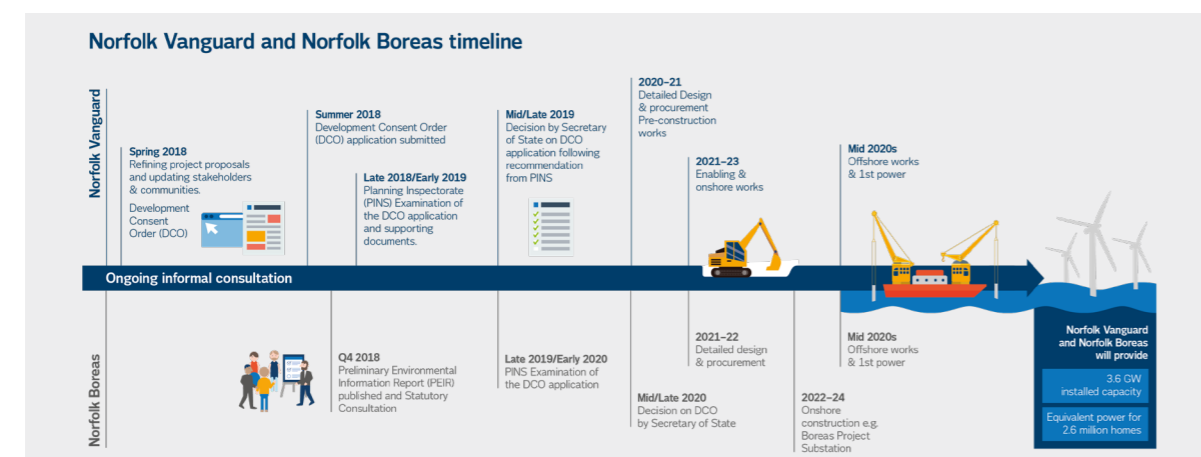 Norfolk Vanguard and Norfolk Boreas timeline
Norfolk Vanguard
Spring 2018
Refining project proposals
and updating stakeholders
& communities.
Development
Consent
Order (DCO)
Summer 2018
Development Consent Order
(DCO) application submitted
Late 2018/Early 2019
Planning Inspectorate
(PINS) Examination of
the DCO application
and supporting
documents.
Mid/Late 2019
Decision by Secretary
of State on DCO
application following
recommendation
from PINS
2020–21
Detailed Design
& procurement
Pre-construction
works
2021–23
Enabling &
onshore works
Mid 2020s
Offshore works
& 1st power
Ongoing informal consultation
Norfolk Boreas
Q4 2018
Preliminary Environmental
Information Report (PEIR)
published and Statutory
Consultation
Late 2019/Early 2020
PINS Examination of
the DCO application
Mid/Late 2020
Decision on DCO
by Secretary of State
2021–22
Detailed design
& procurement
2022–24
Onshore
construction e.g.
Boreas Project
Substation
Mid 2020s
Offshore works
& 1st power
Norfolk Vanguard
and Norfolk Boreas
will provide
3.6 GW
installed capacity
Equivalent power for
2.6 million homes